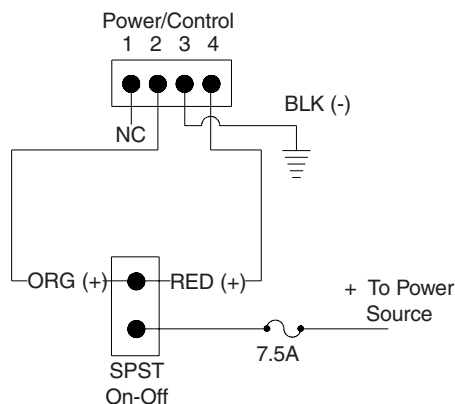 Power/Control
1 2 3 4
BLK (-)
NC
ORG (+)
RED (+)
+ To Power
Source
7.5A
SPST
On-Off